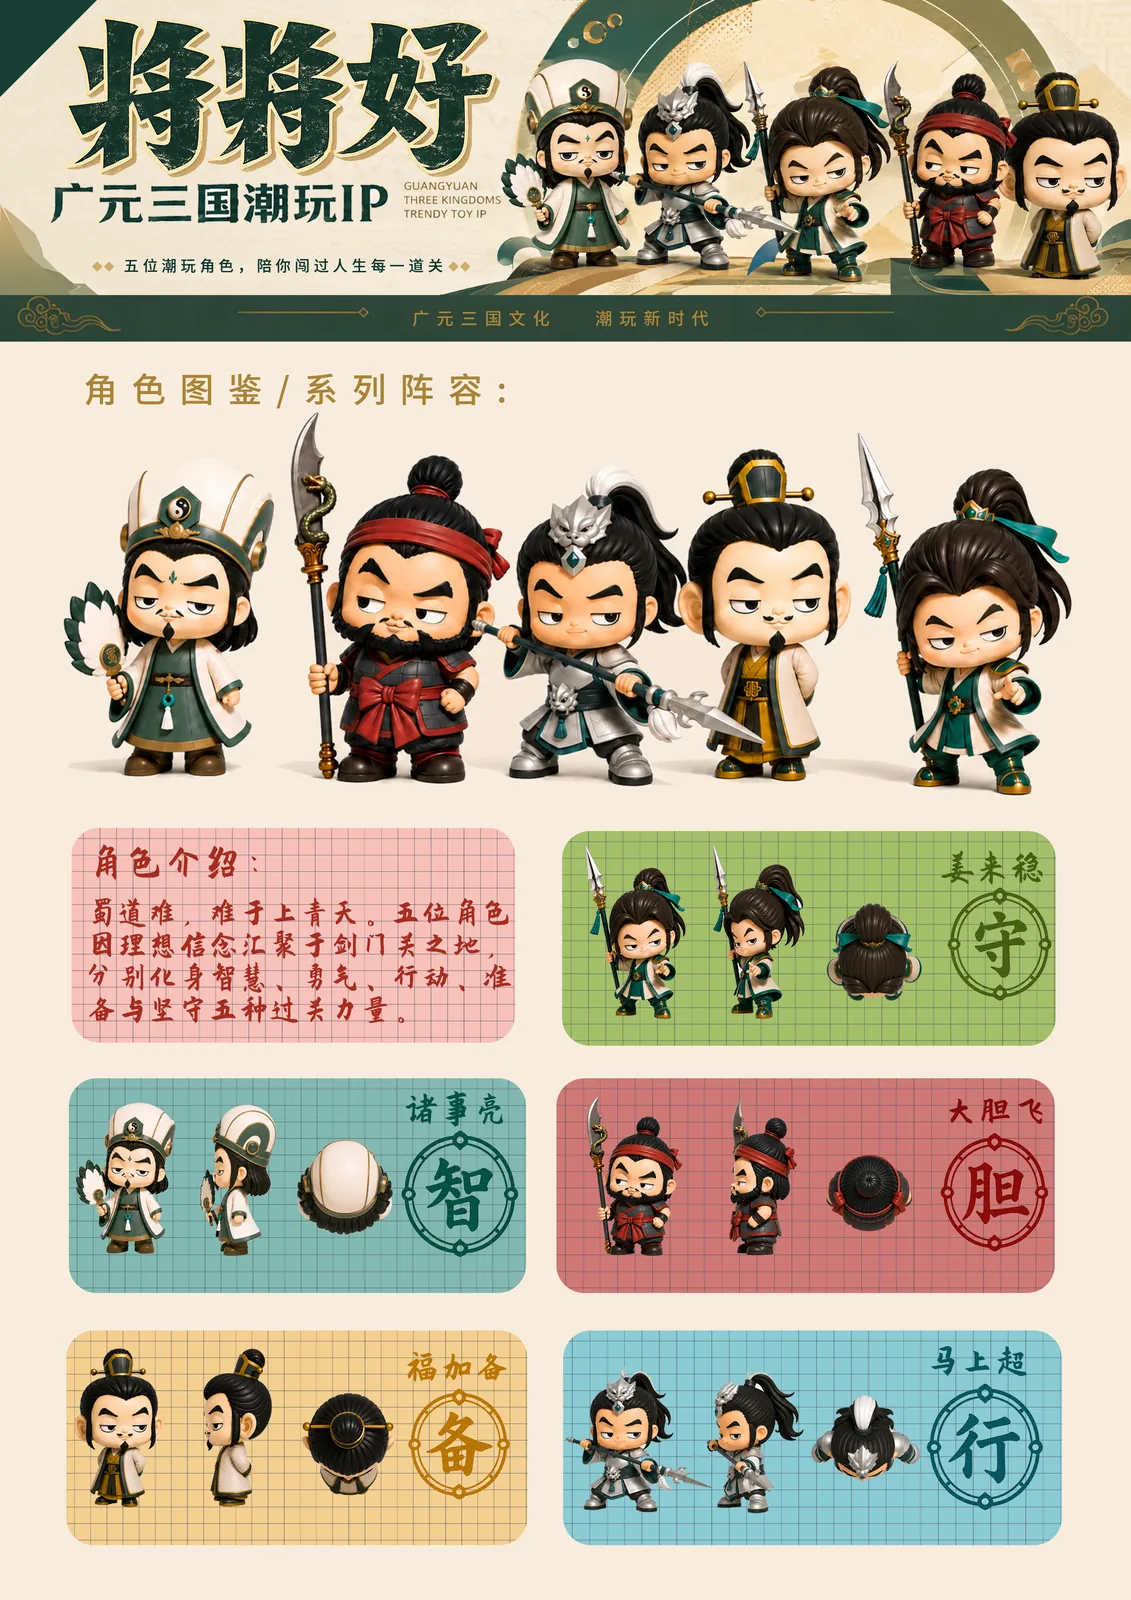 将将好
广元三国潮玩IP
GUANGYUAN
THREE KINGDOMS
TRENDY TOY IP
五位潮玩角色，陪你闯过人生每一道关
广元三国文化 潮玩新时代
角色图鉴/系列阵容：
角色介绍：
蜀道难，难于上青天。五位角色
因理想信念汇聚于剑门关之地，
分别化身智慧、勇气、行动、准
备与坚守五种过关力量。
姜来稳
守
诸事亮
智
大胆飞
胆
福加备
备
马上超
行